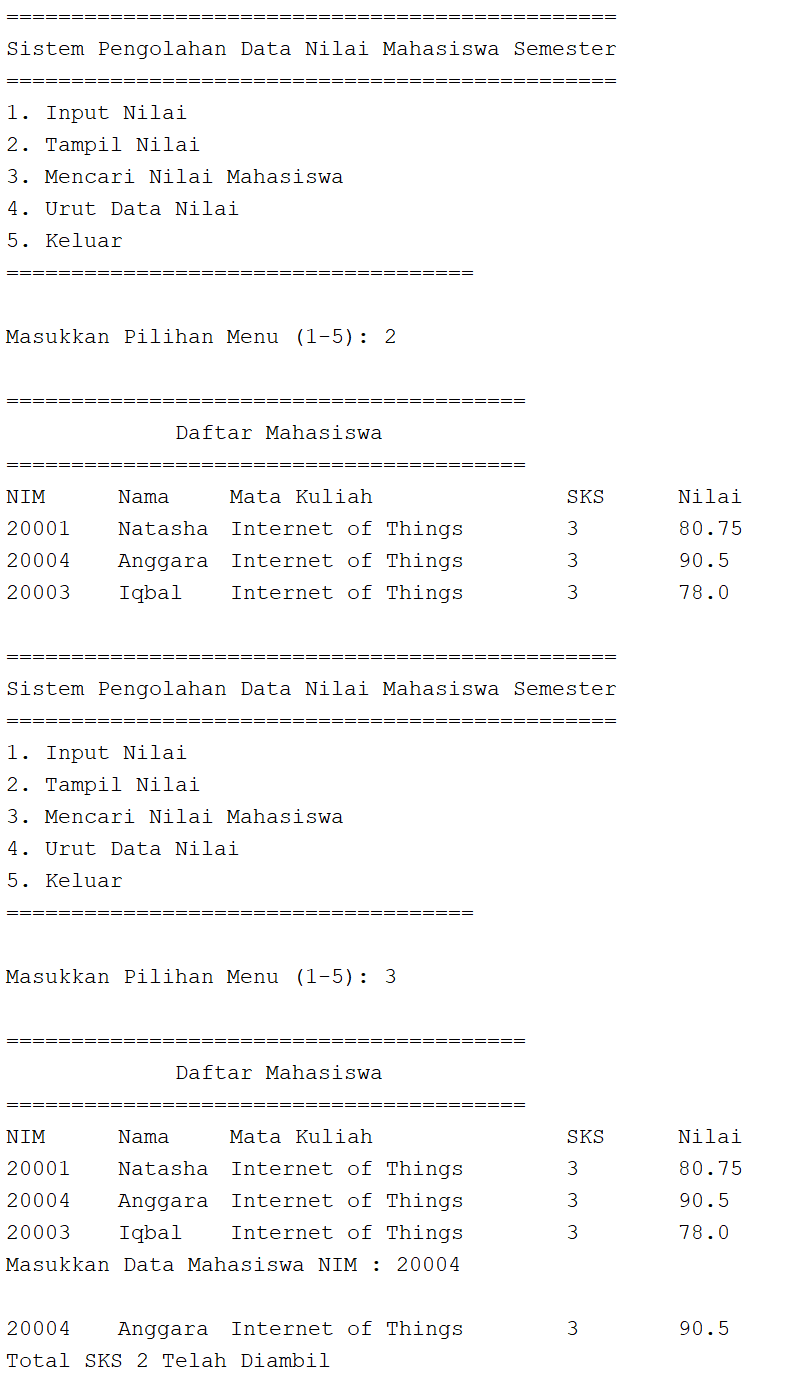 ===============================================
Sistem Pengolahan Data Nilai Mahasiswa Semester
===============================================
1. Input Nilai
2. Tampil Nilai
3. Mencari Nilai Mahasiswa
4. Urut Data Nilai
5. Keluar
====================================
Masukkan Pilihan Menu (1-5): 2
========================================
Daftar Mahasiswa
========================================
NIM Nama Mata Kuliah SKS Nilai
20001 Natasha Internet of Things 3 80.75
20004 Anggara Internet of Things 3 90.5
20003 Iqbal Internet of Things 3 78.0
===============================================
Sistem Pengolahan Data Nilai Mahasiswa Semester
===============================================
1. Input Nilai
2. Tampil Nilai
3. Mencari Nilai Mahasiswa
4. Urut Data Nilai
5. Keluar
====================================
Masukkan Pilihan Menu (1-5): 3
========================================
Daftar Mahasiswa
========================================
NIM Nama Mata Kuliah SKS Nilai
20001 Natasha Internet of Things 3 80.75
20004 Anggara Internet of Things 3 90.5
20003 Iqbal Internet of Things 3 78.0
Masukkan Data Mahasiswa NIM : 20004
20004 Anggara Internet of Things 3 90.5
Total SKS 2 Telah Diambil